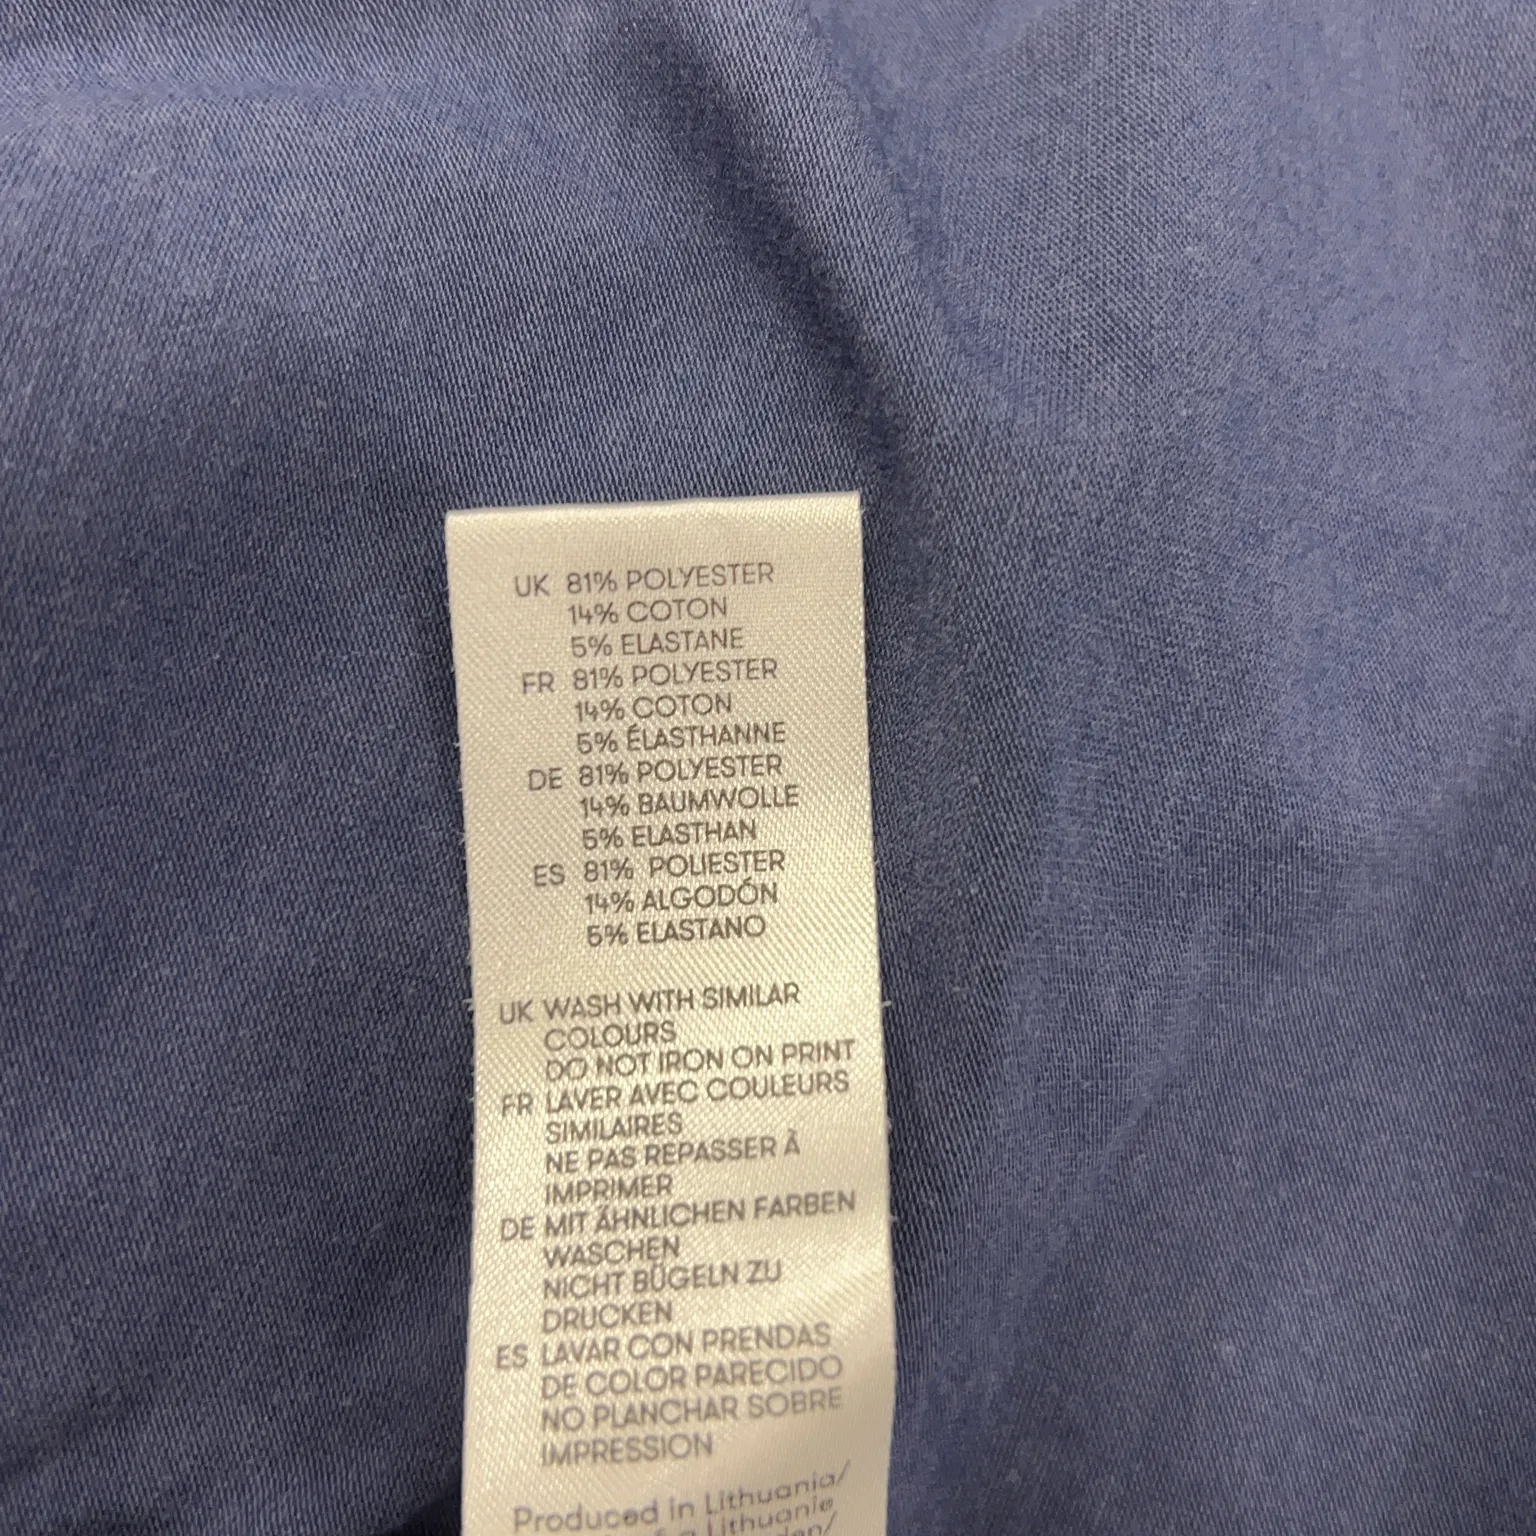 UK 81% POLYESTER
14% COTON
5% ELASTANE
FR 81% POLYESTER
14% COTON
5% ÉLASTHANNE
DE 81% POLYESTER
14% BAUMWOLLE
5% ELASTHAN
ES 81% POLIESTER
14% ALGODÓN
5% ELASTANO
UK WASH WITH SIMILAR
COLOURS
DO NOT IRON ON PRINT
FR LAVER AVEC COULEURS
SIMILAIRES
NE PAS REPASSER À
IMPRIMER
DE MIT ÄHNLICHEN FARBEN
WASCHEN
NICHT BÜGELN ZU
DRUCKEN
ES LAVAR CON PRENDAS
DE COLOR PARECIDO
NO PLANCHAR SOBRE
IMPRESSION
Produced in Lithuania/
Lithuanie